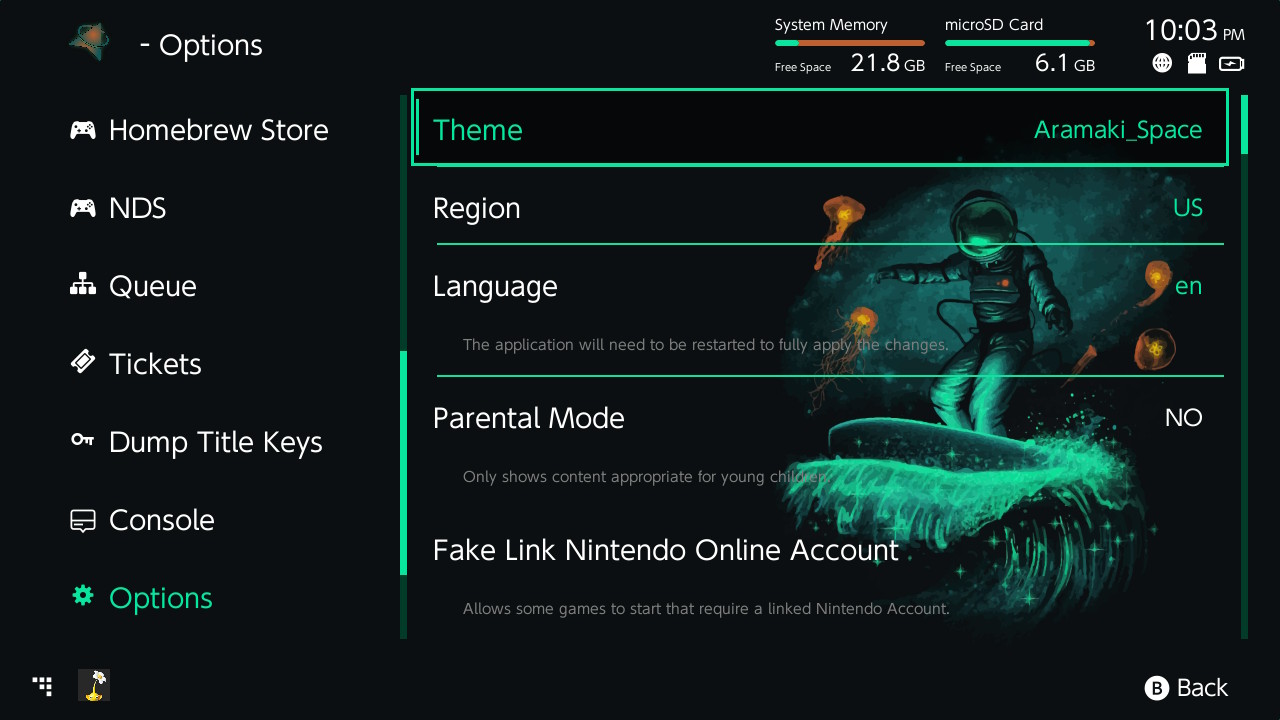 - Options
System Memory
Free Space 21.8 GB
microSD Card
Free Space 6.1 GB
10:03 PM
Homebrew Store
NDS
Queue
Tickets
Dump Title Keys
Console
Options
Theme Aramaki_Space
Region US
Language en
The application will need to be restarted to fully apply the changes.
Parental Mode NO
Only shows content appropriate for young children.
Fake Link Nintendo Online Account
Allows some games to start that require a linked Nintendo Account.
B Back